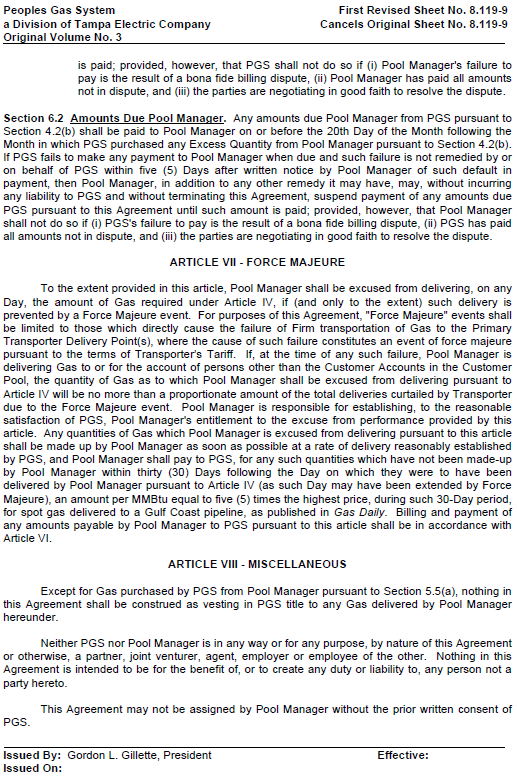 Peoples Gas System First Revised Sheet No. 8.119-9
a Division of Tampa Electric Company Cancels Original Sheet No. 8.119-9
Original Volume No. 3
is paid; provided, however, that PGS shall not do so if (i) Pool Manager's failure to
pay is the result of a bona fide billing dispute, (ii) Pool Manager has paid all amounts
not in dispute, and (iii) the parties are negotiating in good faith to resolve the dispute.
Section 6.2 Amounts Due Pool Manager. Any amounts due Pool Manager from PGS pursuant to
Section 4.2(b) shall be paid to Pool Manager on or before the 20th Day of the Month following the
Month in which PGS purchased any Excess Quantity from Pool Manager pursuant to Section 4.2(b).
If PGS fails to make any payment to Pool Manager when due and such failure is not remedied by or
on behalf of PGS within five (5) Days after written notice by Pool Manager of such default in
payment, then Pool Manager, in addition to any other remedy it may have, may, without incurring
any liability to PGS and without terminating this Agreement, suspend payment of any amounts due
PGS pursuant to this Agreement until such amount is paid; provided, however, that Pool Manager
shall not do so if (i) PGS's failure to pay is the result of a bona fide billing dispute, (ii) PGS has paid
all amounts not in dispute, and (iii) the parties are negotiating in good faith to resolve the dispute.
ARTICLE VII - FORCE MAJEURE
To the extent provided in this article, Pool Manager shall be excused from delivering, on any
Day, the amount of Gas required under Article IV, if (and only to the extent) such delivery is
prevented by a Force Majeure event. For purposes of this Agreement, "Force Majeure" events shall
be limited to those which directly cause the failure of Firm transportation of Gas to the Primary
Transporter Delivery Point(s), where the cause of such failure constitutes an event of force majeure
pursuant to the terms of Transporter's Tariff. If, at the time of any such failure, Pool Manager is
delivering Gas to or for the account of persons other than the Customer Accounts in the Customer
Pool, the quantity of Gas as to which Pool Manager shall be excused from delivering pursuant to
Article IV will be no more than a proportionate amount of the total deliveries curtailed by Transporter
due to the Force Majeure event. Pool Manager is responsible for establishing, to the reasonable
satisfaction of PGS, Pool Manager's entitlement to the excuse from performance provided by this
article. Any quantities of Gas which Pool Manager is excused from delivering pursuant to this article
shall be made up by Pool Manager as soon as possible at a rate of delivery reasonably established
by PGS, and Pool Manager shall pay to PGS, for any such quantities which have not been made-up
by Pool Manager within thirty (30) Days following the Day on which they were to have been
delivered by Pool Manager pursuant to Article IV (as such Day may have been extended by Force
Majeure), an amount per MMBtu equal to five (5) times the highest price, during such 30-Day period,
for spot gas delivered to a Gulf Coast pipeline, as published in Gas Daily. Billing and payment of
any amounts payable by Pool Manager to PGS pursuant to this article shall be in accordance with
Article VI.
ARTICLE VIII - MISCELLANEOUS
Except for Gas purchased by PGS from Pool Manager pursuant to Section 5.5(a), nothing in
this Agreement shall be construed as vesting in PGS title to any Gas delivered by Pool Manager
hereunder.
Neither PGS nor Pool Manager is in any way or for any purpose, by nature of this Agreement
or otherwise, a partner, joint venturer, agent, employer or employee of the other. Nothing in this
Agreement is intended to be for the benefit of, or to create any duty or liability to, any person not a
party hereto.
This Agreement may not be assigned by Pool Manager without the prior written consent of
PGS.
Issued By: Gordon L. Gillette, President Effective:
Issued On: